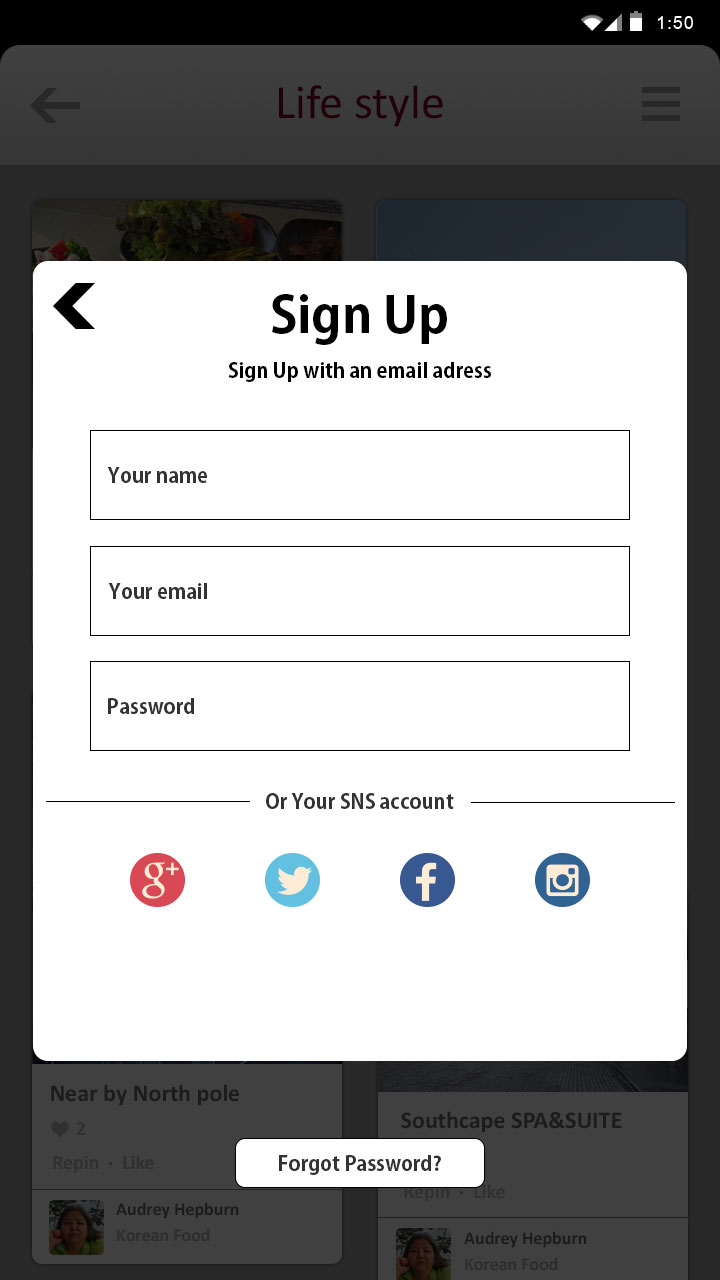 1:50
Life style
Sign Up
Sign Up with an email adress
Your name
Your email
Password
Or Your SNS account
g+
f
Near by North pole
2
Repin · Like
Audrey Hepburn
Korean Food
Southcape SPA&SUITE
Repin · Like
Audrey Hepburn
Korean Food
Forgot Password?